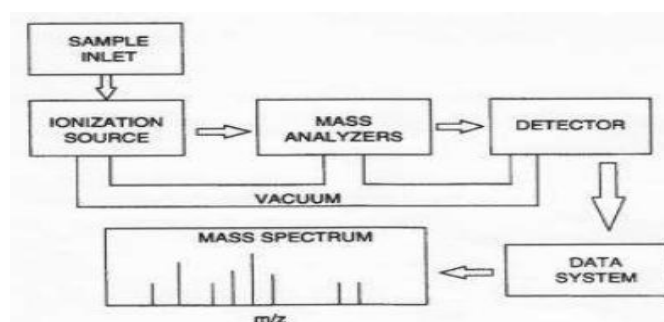 SAMPLE
INLET
IONIZATION
SOURCE
MASS
ANALYZERS
DETECTOR
VACUUM
MASS SPECTRUM
DATA
SYSTEM
m/z